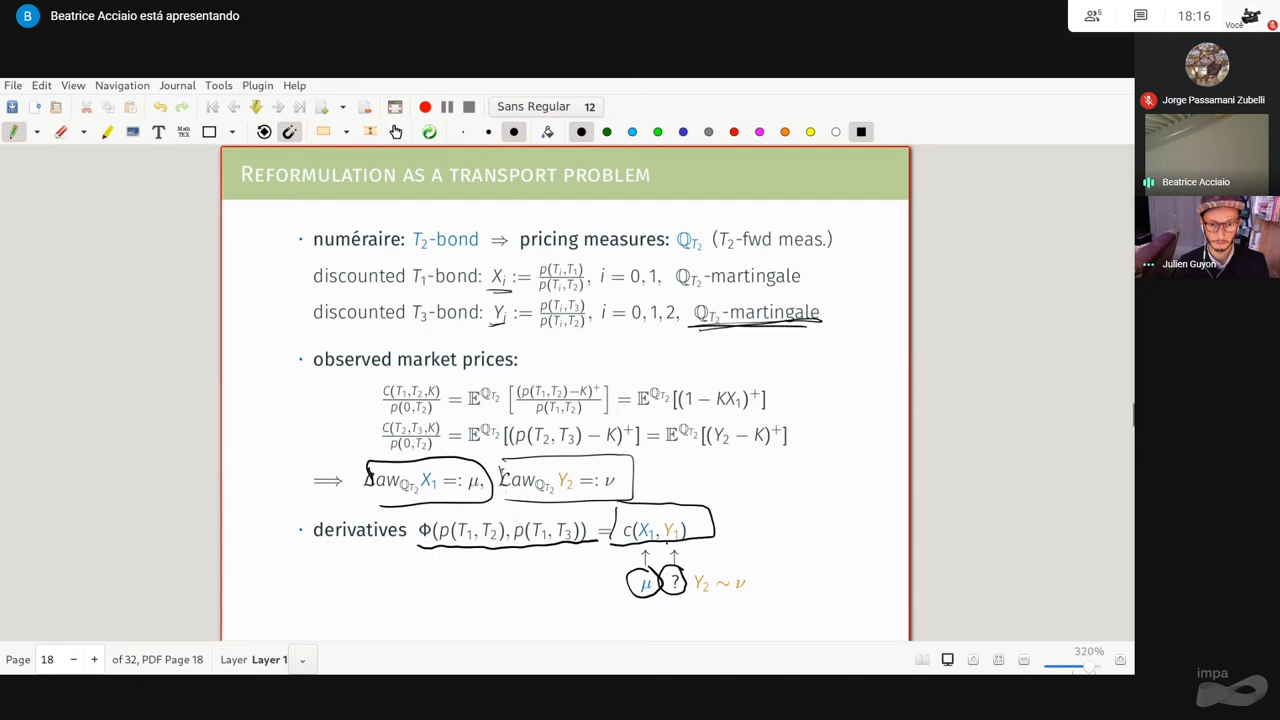 B Beatrice Acciaio está apresentando
5
18:16
Você
Jorge Passamani Zubelli
Beatrice Acciaio
Julien Guyon
File Edit View Navigation Journal Tools Plugin Help
Sans Regular 12
T MATH TEX
REFORMULATION AS A TRANSPORT PROBLEM
· numéraire: T₂-bond ⇒ pricing measures: ℚ_{T₂} (T₂-fwd meas.)
discounted T₁-bond: Xᵢ := p(Tᵢ,T₁)/p(Tᵢ,T₂), i = 0, 1, ℚ_{T₂}-martingale
discounted T₃-bond: Yᵢ := p(Tᵢ,T₃)/p(Tᵢ,T₂), i = 0, 1, 2, ℚ_{T₂}-martingale
· observed market prices:
C(T₁,T₂,K)/p(0,T₂) = 𝔼^{ℚ_{T₂}} [(p(T₁,T₂)−K)⁺/p(T₁,T₂)] = 𝔼^{ℚ_{T₂}}[(1 − KX₁)⁺]
C(T₂,T₃,K)/p(0,T₂) = 𝔼^{ℚ_{T₂}}[(p(T₂, T₃) − K)⁺] = 𝔼^{ℚ_{T₂}}[(Y₂ − K)⁺]
⟹ ℒaw_{ℚ_{T₂}} X₁ =: μ, ℒaw_{ℚ_{T₂}} Y₂ =: ν
· derivatives Φ(p(T₁, T₂), p(T₁, T₃)) = c(X₁, Y₁)
↑ ↑
μ ? Y₂ ∼ ν
Page 18 − + of 32, PDF Page 18 Layer Layer 1
320%
impa